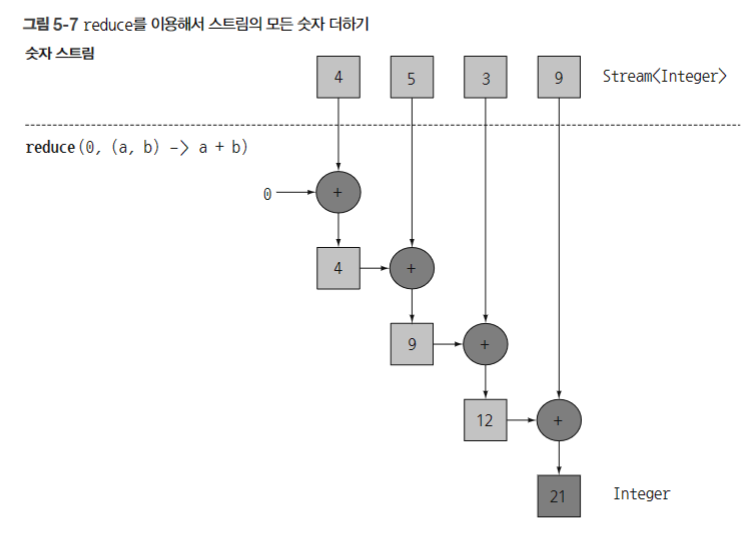 그림 5-7 reduce를 이용해서 스트림의 모든 숫자 더하기
숫자 스트림
4 5 3 9 Stream<Integer>
reduce(0, (a, b) -> a + b)
0 +
4 +
9 +
12 +
21 Integer